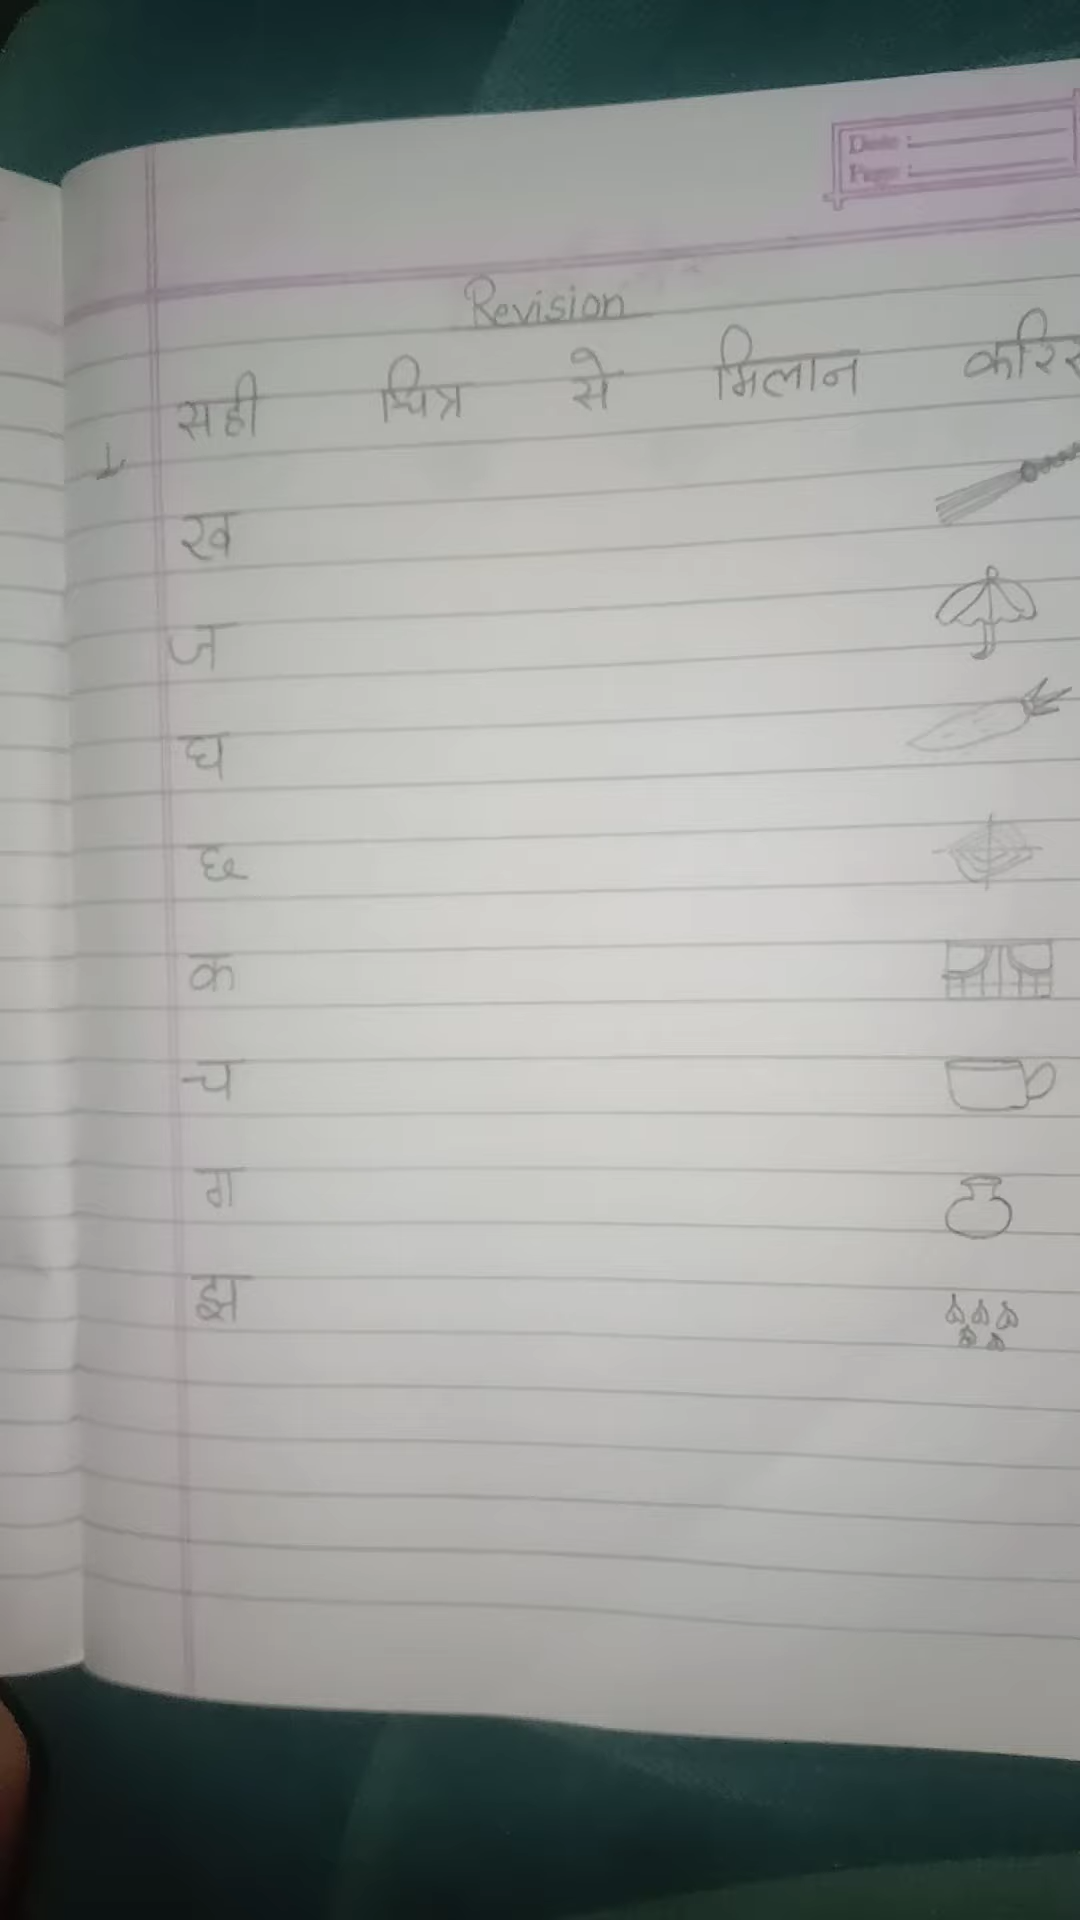 Date :
Page :
Revision
सही चित्र से मिलान
1.
ख
ज
घ
छ
क
च
ग
झ